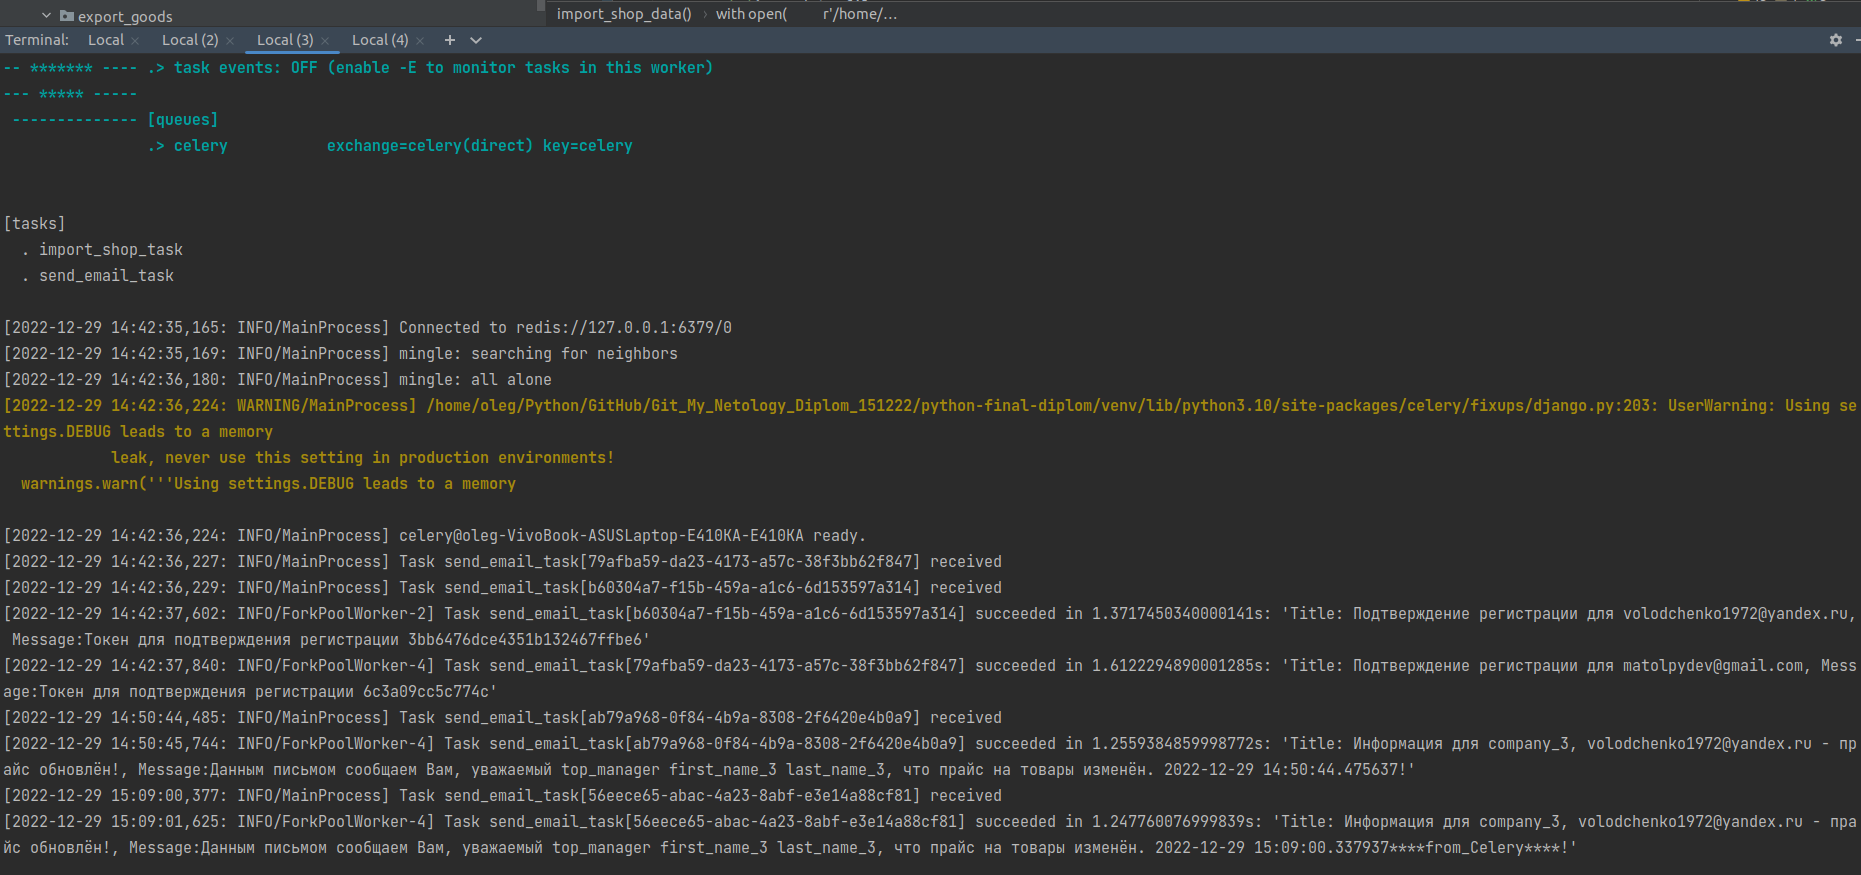 export_goods
import_shop_data() › with open( r'/home/...
Terminal: Local × Local (2) × Local (3) × Local (4) × +
-- ******* ---- .> task events: OFF (enable -E to monitor tasks in this worker)
--- ***** -----
-------------- [queues]
.> celery exchange=celery(direct) key=celery
[tasks]
. import_shop_task
. send_email_task
[2022-12-29 14:42:35,165: INFO/MainProcess] Connected to redis://127.0.0.1:6379/0
[2022-12-29 14:42:35,169: INFO/MainProcess] mingle: searching for neighbors
[2022-12-29 14:42:36,180: INFO/MainProcess] mingle: all alone
[2022-12-29 14:42:36,224: WARNING/MainProcess] /home/oleg/Python/GitHub/Git_My_Netology_Diplom_151222/python-final-diplom/venv/lib/python3.10/site-packages/celery/fixups/django.py:203: UserWarning: Using se
ttings.DEBUG leads to a memory
leak, never use this setting in production environments!
warnings.warn('''Using settings.DEBUG leads to a memory
[2022-12-29 14:42:36,224: INFO/MainProcess] celery@oleg-VivoBook-ASUSLaptop-E410KA-E410KA ready.
[2022-12-29 14:42:36,227: INFO/MainProcess] Task send_email_task[79afba59-da23-4173-a57c-38f3bb62f847] received
[2022-12-29 14:42:36,229: INFO/MainProcess] Task send_email_task[b60304a7-f15b-459a-a1c6-6d153597a314] received
[2022-12-29 14:42:37,602: INFO/ForkPoolWorker-2] Task send_email_task[b60304a7-f15b-459a-a1c6-6d153597a314] succeeded in 1.3717450340000141s: 'Title: Подтверждение регистрации для volodchenko1972@yandex.ru,
Message:Токен для подтверждения регистрации 3bb6476dce4351b132467ffbe6'
[2022-12-29 14:42:37,840: INFO/ForkPoolWorker-4] Task send_email_task[79afba59-da23-4173-a57c-38f3bb62f847] succeeded in 1.6122294890001285s: 'Title: Подтверждение регистрации для matolpydev@gmail.com, Mess
age:Токен для подтверждения регистрации 6c3a09cc5c774c'
[2022-12-29 14:50:44,485: INFO/MainProcess] Task send_email_task[ab79a968-0f84-4b9a-8308-2f6420e4b0a9] received
[2022-12-29 14:50:45,744: INFO/ForkPoolWorker-4] Task send_email_task[ab79a968-0f84-4b9a-8308-2f6420e4b0a9] succeeded in 1.2559384859998772s: 'Title: Информация для company_3, volodchenko1972@yandex.ru - пр
айс обновлён!, Message:Данным письмом сообщаем Вам, уважаемый top_manager first_name_3 last_name_3, что прайс на товары изменён. 2022-12-29 14:50:44.475637!'
[2022-12-29 15:09:00,377: INFO/MainProcess] Task send_email_task[56eece65-abac-4a23-8abf-e3e14a88cf81] received
[2022-12-29 15:09:01,625: INFO/ForkPoolWorker-4] Task send_email_task[56eece65-abac-4a23-8abf-e3e14a88cf81] succeeded in 1.247760076999839s: 'Title: Информация для company_3, volodchenko1972@yandex.ru - пра
йс обновлён!, Message:Данным письмом сообщаем Вам, уважаемый top_manager first_name_3 last_name_3, что прайс на товары изменён. 2022-12-29 15:09:00.337937****from_Celery****!'